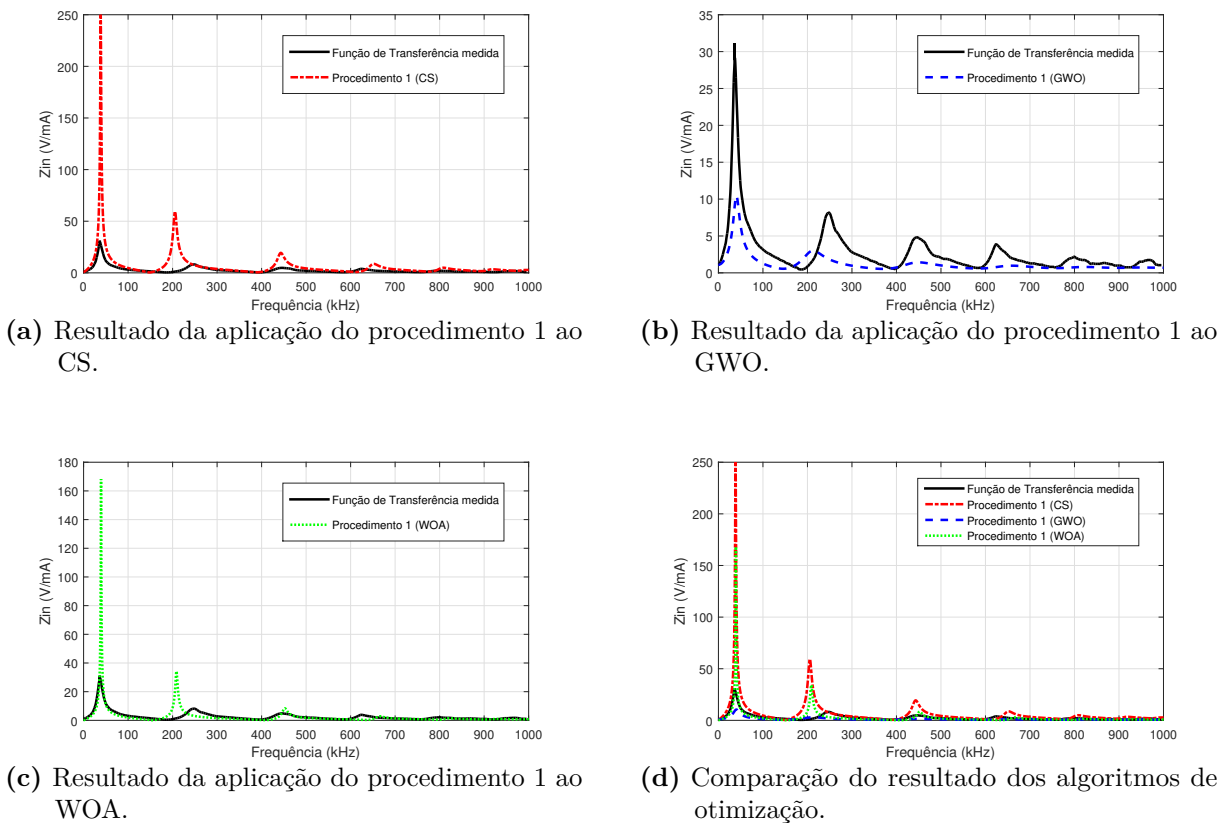 250
200
150
100
50
0
Zin (V/mA)
0 100 200 300 400 500 600 700 800 900 1000
Frequência (kHz)
Função de Transferência medida
Procedimento 1 (CS)
(a) Resultado da aplicação do procedimento 1 ao
CS.
35
30
25
20
15
10
5
0
Zin (V/mA)
0 100 200 300 400 500 600 700 800 900 1000
Frequência (kHz)
Função de Transferência medida
Procedimento 1 (GWO)
(b) Resultado da aplicação do procedimento 1 ao
GWO.
180
160
140
120
100
80
60
40
20
0
Zin (V/mA)
0 100 200 300 400 500 600 700 800 900 1000
Frequência (kHz)
Função de Transferência medida
Procedimento 1 (WOA)
(c) Resultado da aplicação do procedimento 1 ao
WOA.
250
200
150
100
50
0
Zin (V/mA)
0 100 200 300 400 500 600 700 800 900 1000
Frequência (kHz)
Função de Transferência medida
Procedimento 1 (CS)
Procedimento 1 (GWO)
Procedimento 1 (WOA)
(d) Comparação do resultado dos algoritmos de
otimização.